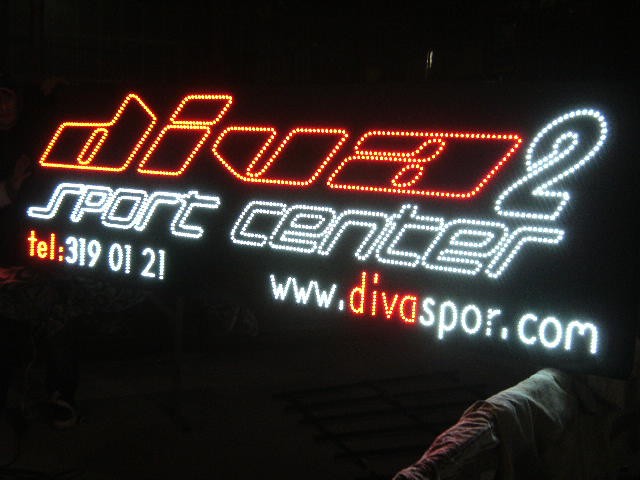 diva 2
sport center
tel:319 01 21
www.divaspor.com